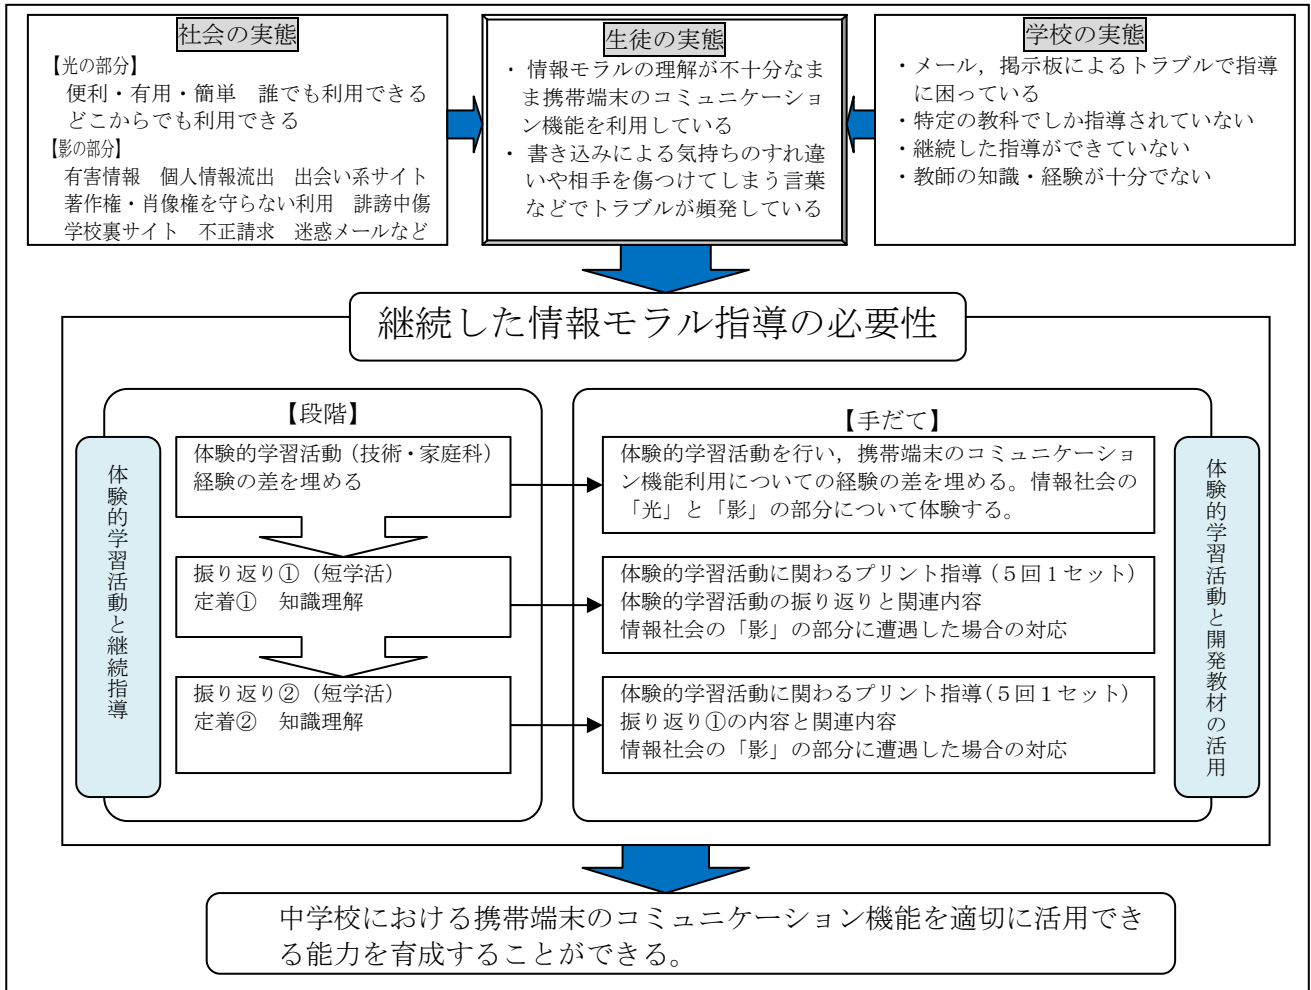 社会の実態
【光の部分】
便利・有用・簡単　誰でも利用できる
どこからでも利用できる
【影の部分】
有害情報　個人情報流出　出会い系サイト
著作権・肖像権を守らない利用　誹謗中傷
学校裏サイト　不正請求　迷惑メールなど
生徒の実態
・情報モラルの理解が不十分なま
ま携帯端末のコミュニケーショ
ン機能を利用している
・書き込みによる気持ちのすれ違
いや相手を傷つけてしまう言葉
などでトラブルが頻発している
学校の実態
・メール，掲示板によるトラブルで指導
に困っている
・特定の教科でしか指導されていない
・継続した指導ができていない
・教師の知識・経験が十分でない
継続した情報モラル指導の必要性
体験的学習活動と継続指導
【段階】
体験的学習活動（技術・家庭科）
経験の差を埋める
振り返り①（短学活）
定着①　知識理解
振り返り②（短学活）
定着②　知識理解
【手だて】
体験的学習活動を行い，携帯端末のコミュニケーショ
ン機能利用についての経験の差を埋める。情報社会の
「光」と「影」の部分について体験する。
体験的学習活動に関わるプリント指導（５回１セット）
体験的学習活動の振り返りと関連内容
情報社会の「影」の部分に遭遇した場合の対応
体験的学習活動に関わるプリント指導（５回１セット）
振り返り①の内容と関連内容
情報社会の「影」の部分に遭遇した場合の対応
体験的学習活動と開発教材の活用
中学校における携帯端末のコミュニケーション機能を適切に活用でき
る能力を育成することができる。